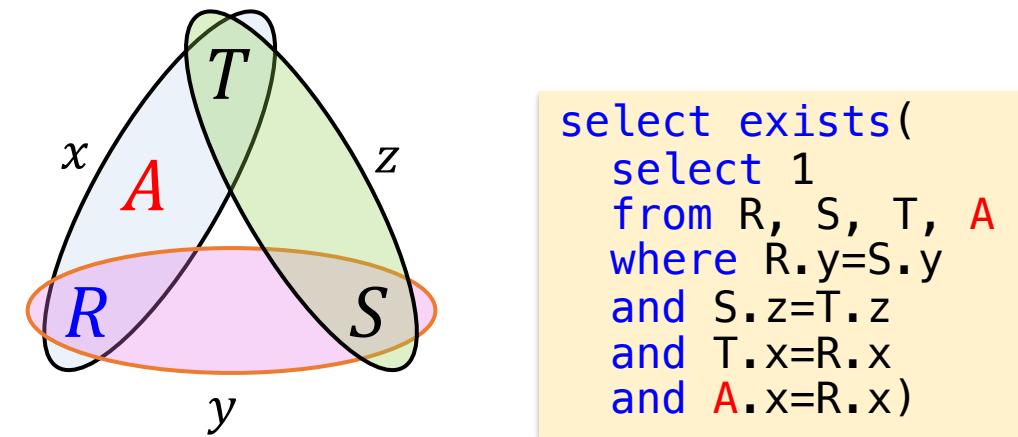 T
x
z
A
R
S
y
select exists(
select 1
from R, S, T, A
where R.y=S.y
and S.z=T.z
and T.x=R.x
and A.x=R.x)